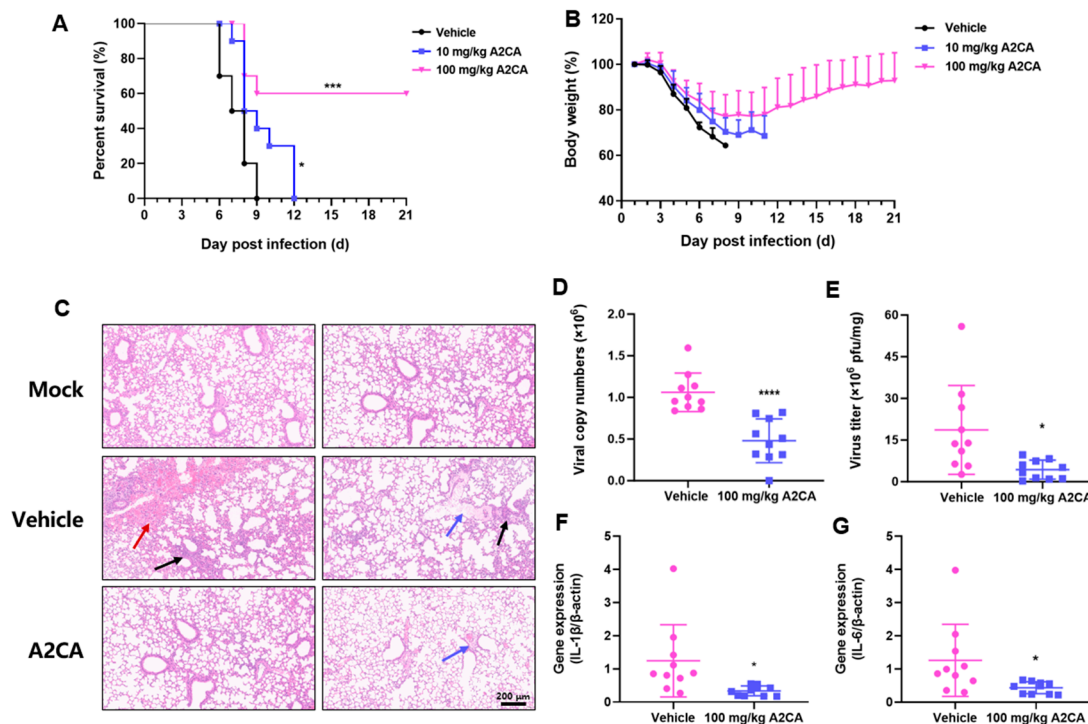 A
Percent survival (%)
100
80
60
40
20
0
0 3 6 9 12 15 18 21
Day post infection (d)
***
*
Vehicle
10 mg/kg A2CA
100 mg/kg A2CA
B
Body weight (%)
120
100
80
60
40
0 3 6 9 12 15 18 21
Day post infection (d)
Vehicle
10 mg/kg A2CA
100 mg/kg A2CA
C
Mock
Vehicle
A2CA
200 μm
D
Viral copy numbers (×10⁶)
2.0
1.5
1.0
0.5
0.0
****
Vehicle 100 mg/kg A2CA
E
Virus titer (×10⁶ pfu/mg)
60
45
30
15
0
*
Vehicle 100 mg/kg A2CA
F
Gene expression
(IL-1β/β-actin)
5
4
3
2
1
0
*
Vehicle 100 mg/kg A2CA
G
Gene expression
(IL-6/β-actin)
5
4
3
2
1
0
*
Vehicle 100 mg/kg A2CA